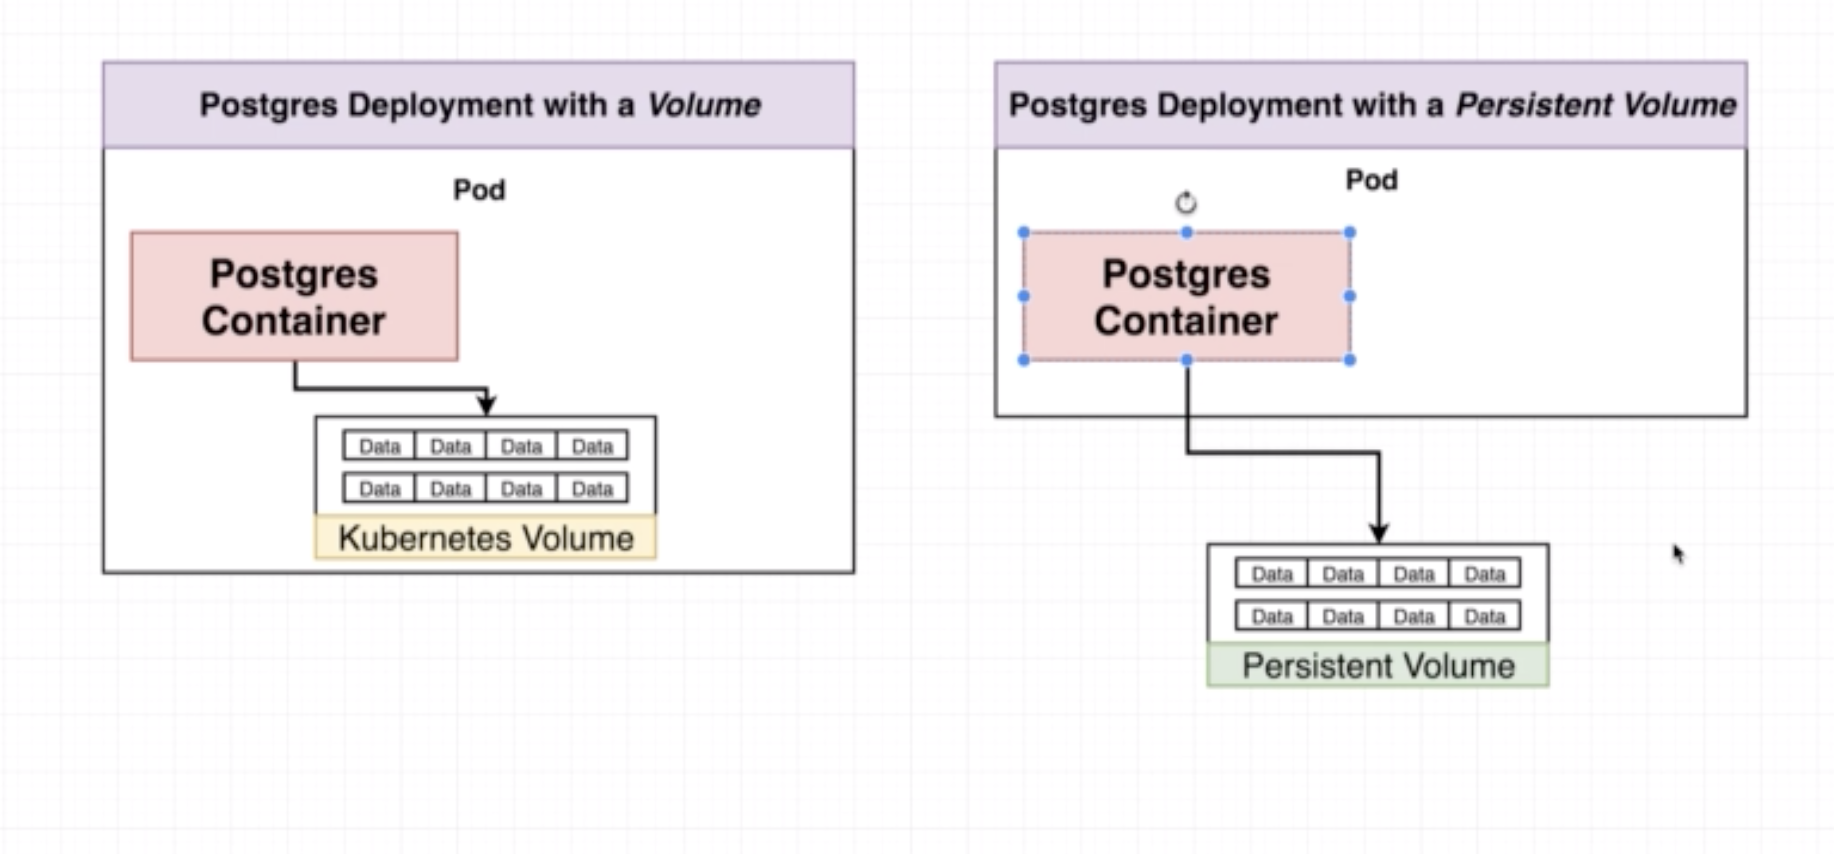 Postgres Deployment with a Volume
Pod
Postgres
Container
Data Data Data Data
Data Data Data Data
Kubernetes Volume
Postgres Deployment with a Persistent Volume
Pod
Postgres
Container
Data Data Data Data
Data Data Data Data
Persistent Volume